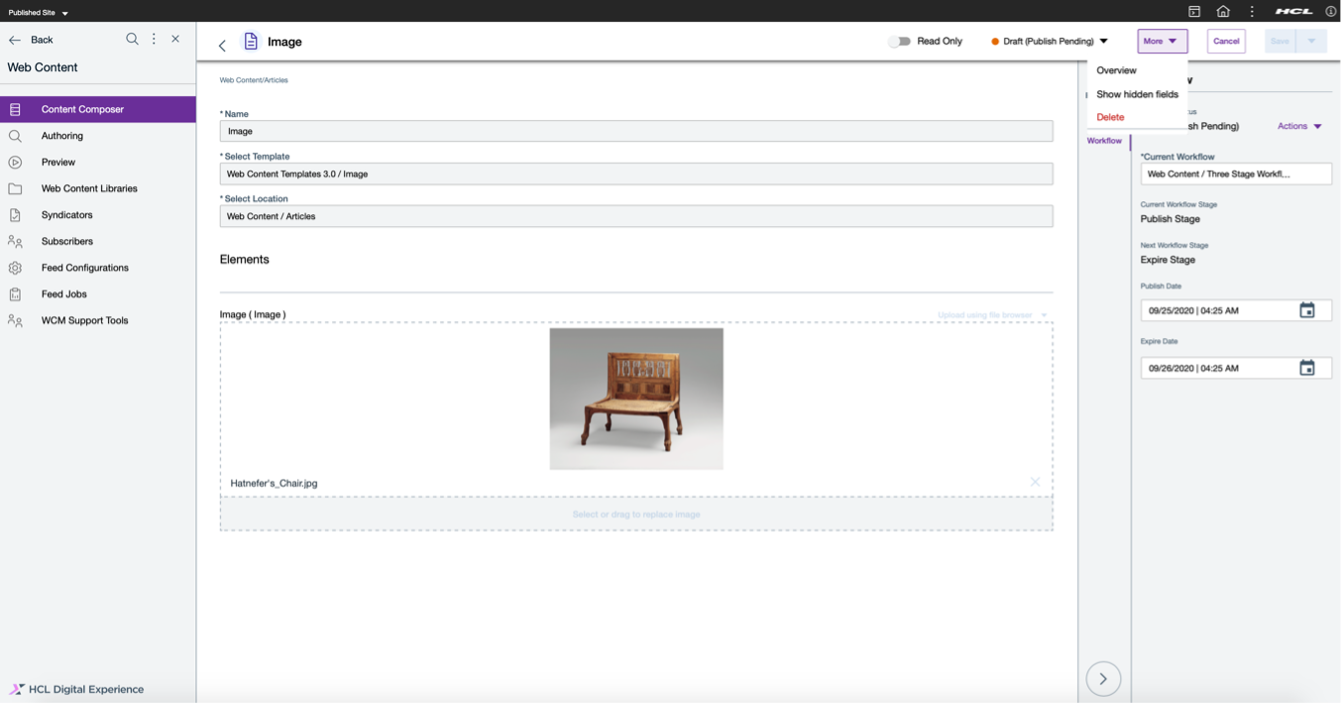 Published Site
HCL
Back
Web Content
Content Composer
Authoring
Preview
Web Content Libraries
Syndicators
Subscribers
Feed Configurations
Feed Jobs
WCM Support Tools
HCL Digital Experience
Image
Read Only
Draft (Publish Pending)
More
Cancel
Save
Overview
Show hidden fields
Delete
Web Content/Articles
* Name
Image
* Select Template
Web Content Templates 3.0 / Image
* Select Location
Web Content / Articles
Elements
Image ( Image )
Upload using file browser
Hatnefer's_Chair.jpg
Select or drag to replace image
Workflow
Pending)
Actions
*Current Workflow
Web Content / Three Stage Workfl...
Current Workflow Stage
Publish Stage
Next Workflow Stage
Expire Stage
Publish Date
09/25/2020 | 04:25 AM
Expire Date
09/26/2020 | 04:25 AM